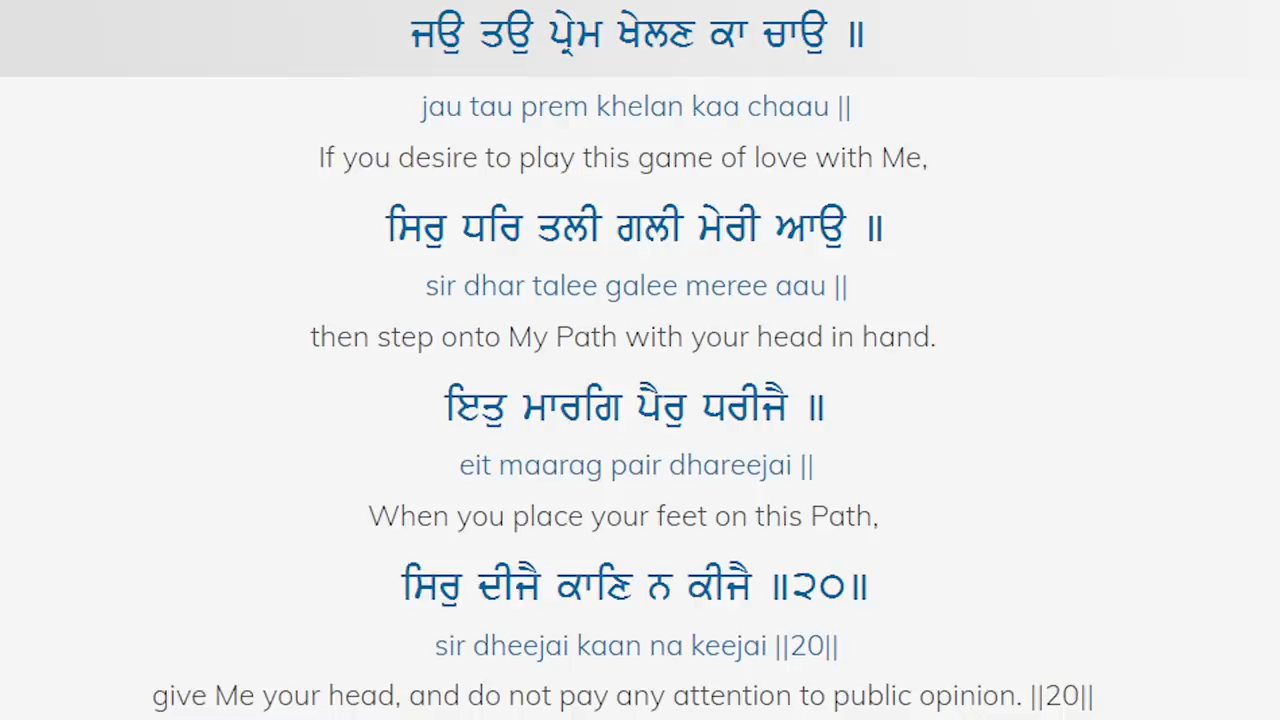 ਜਉ ਤਉ ਪ੍ਰੇਮ ਖੇਲਣ ਕਾ ਚਾਉ ॥
jau tau prem khelan kaa chaau ||
If you desire to play this game of love with Me,
ਸਿਰੁ ਧਰਿ ਤਲੀ ਗਲੀ ਮੇਰੀ ਆਉ ॥
sir dhar talee galee meree aau ||
then step onto My Path with your head in hand.
ਇਤੁ ਮਾਰਗਿ ਪੈਰੁ ਧਰੀਜੈ ॥
eit maarag pair dhareejai ||
When you place your feet on this Path,
ਸਿਰੁ ਦੀਜੈ ਕਾਣਿ ਨ ਕੀਜੈ ॥੨੦॥
sir dheejai kaan na keejai ||20||
give Me your head, and do not pay any attention to public opinion. ||20||